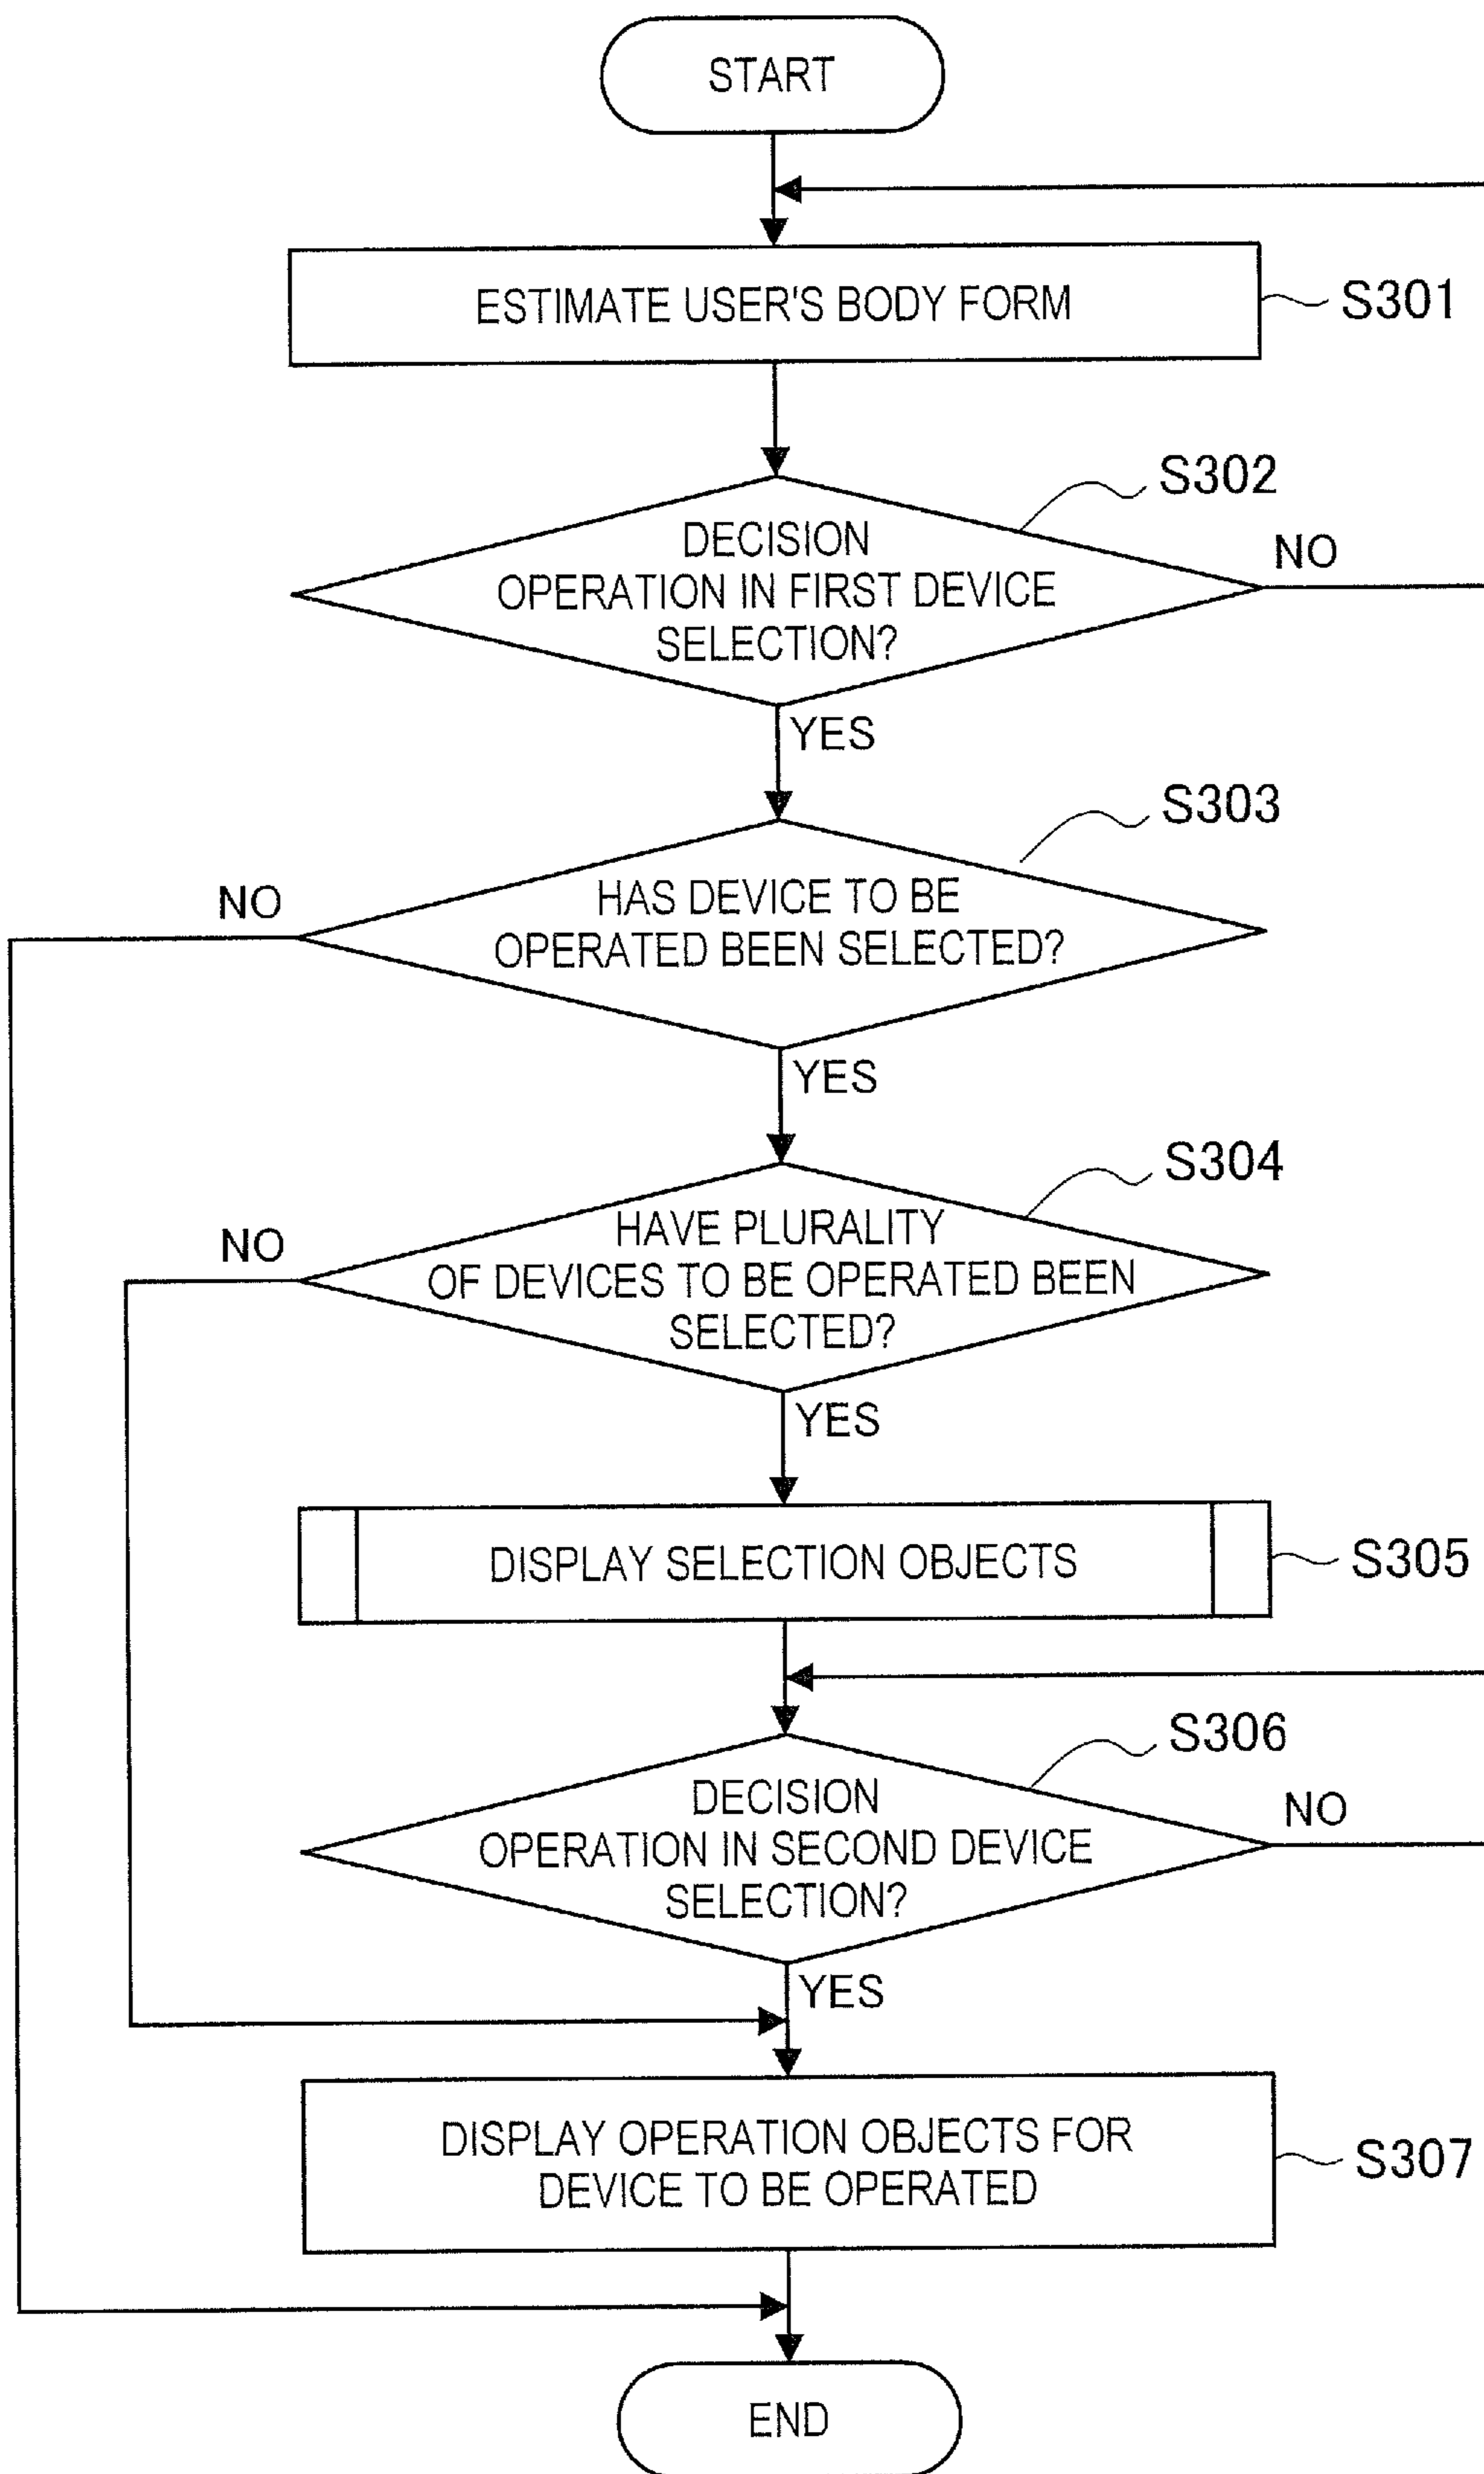 START
ESTIMATE USER'S BODY FORM
S301
S302
DECISION
OPERATION IN FIRST DEVICE
SELECTION?
NO
YES
S303
HAS DEVICE TO BE
OPERATED BEEN SELECTED?
NO
YES
S304
HAVE PLURALITY
OF DEVICES TO BE OPERATED BEEN
SELECTED?
NO
YES
DISPLAY SELECTION OBJECTS
S305
S306
DECISION
OPERATION IN SECOND DEVICE
SELECTION?
NO
YES
DISPLAY OPERATION OBJECTS FOR
DEVICE TO BE OPERATED
S307
END